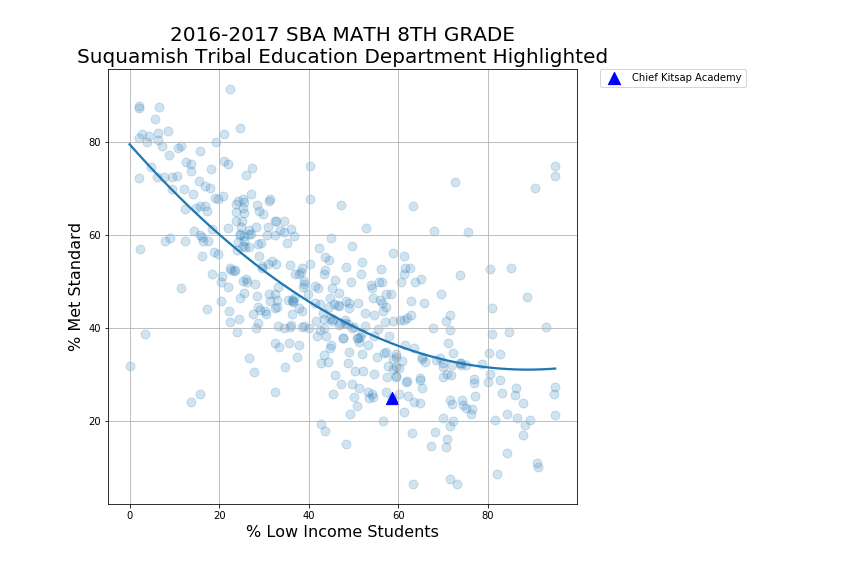 2016-2017 SBA MATH 8TH GRADE
Suquamish Tribal Education Department Highlighted
Chief Kitsap Academy
% Met Standard
80
60
40
20
0 20 40 60 80
% Low Income Students